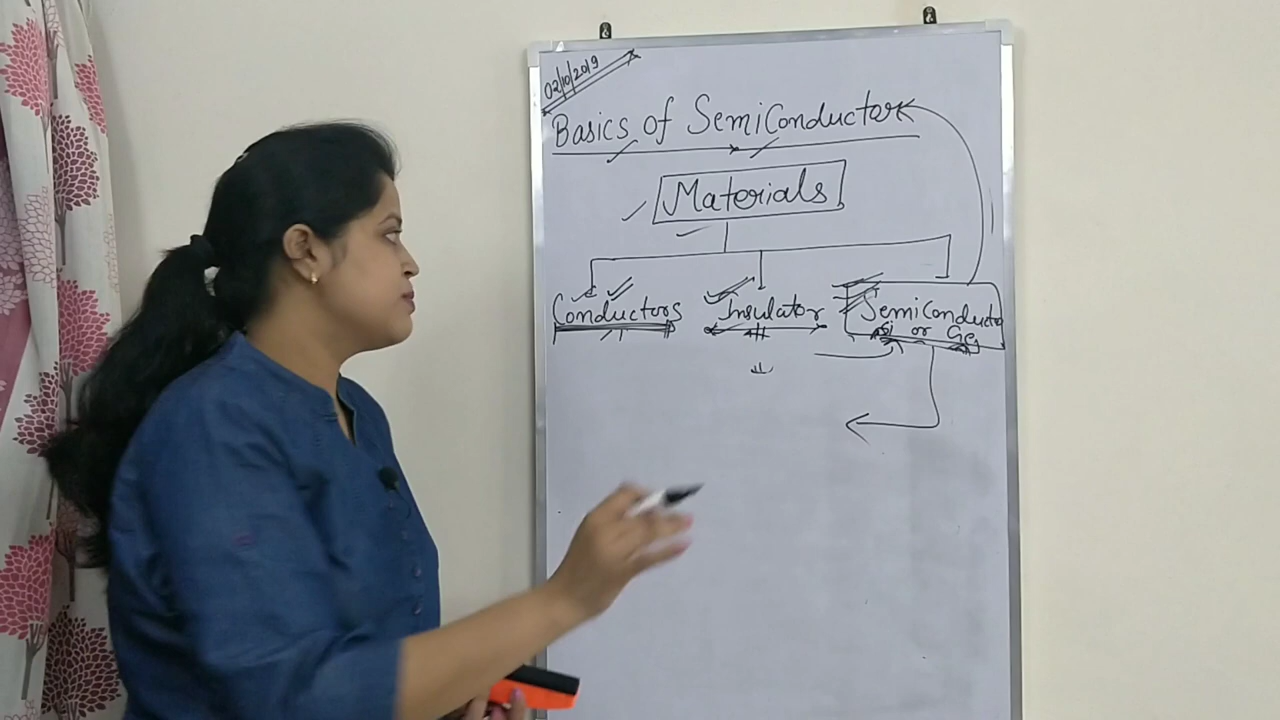 02/10/2019
Basics of SemiConductor
Materials
Conductors Insulator SemiConducto
Si or Ge